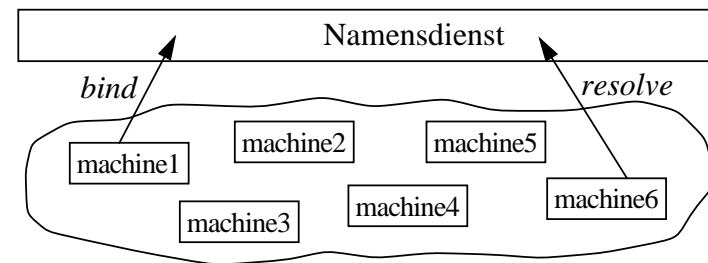 Namensdienst
bind
resolve
machine2
machine5
machine1
machine6
machine4
machine3